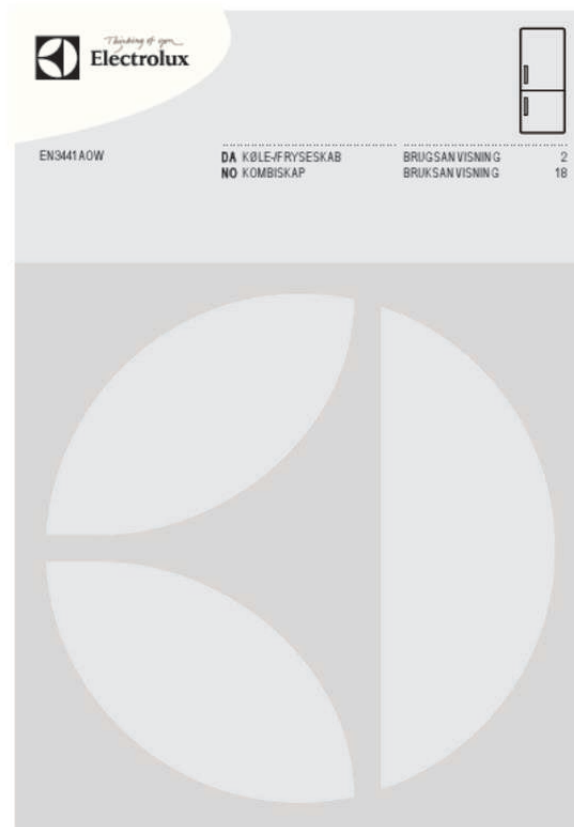 Thinking of you
Electrolux
EN3441AOW
DA KØLE-/FRYSESKAB BRUGSANVISNING 2
NO KOMBISKAP BRUKSANVISNING 18